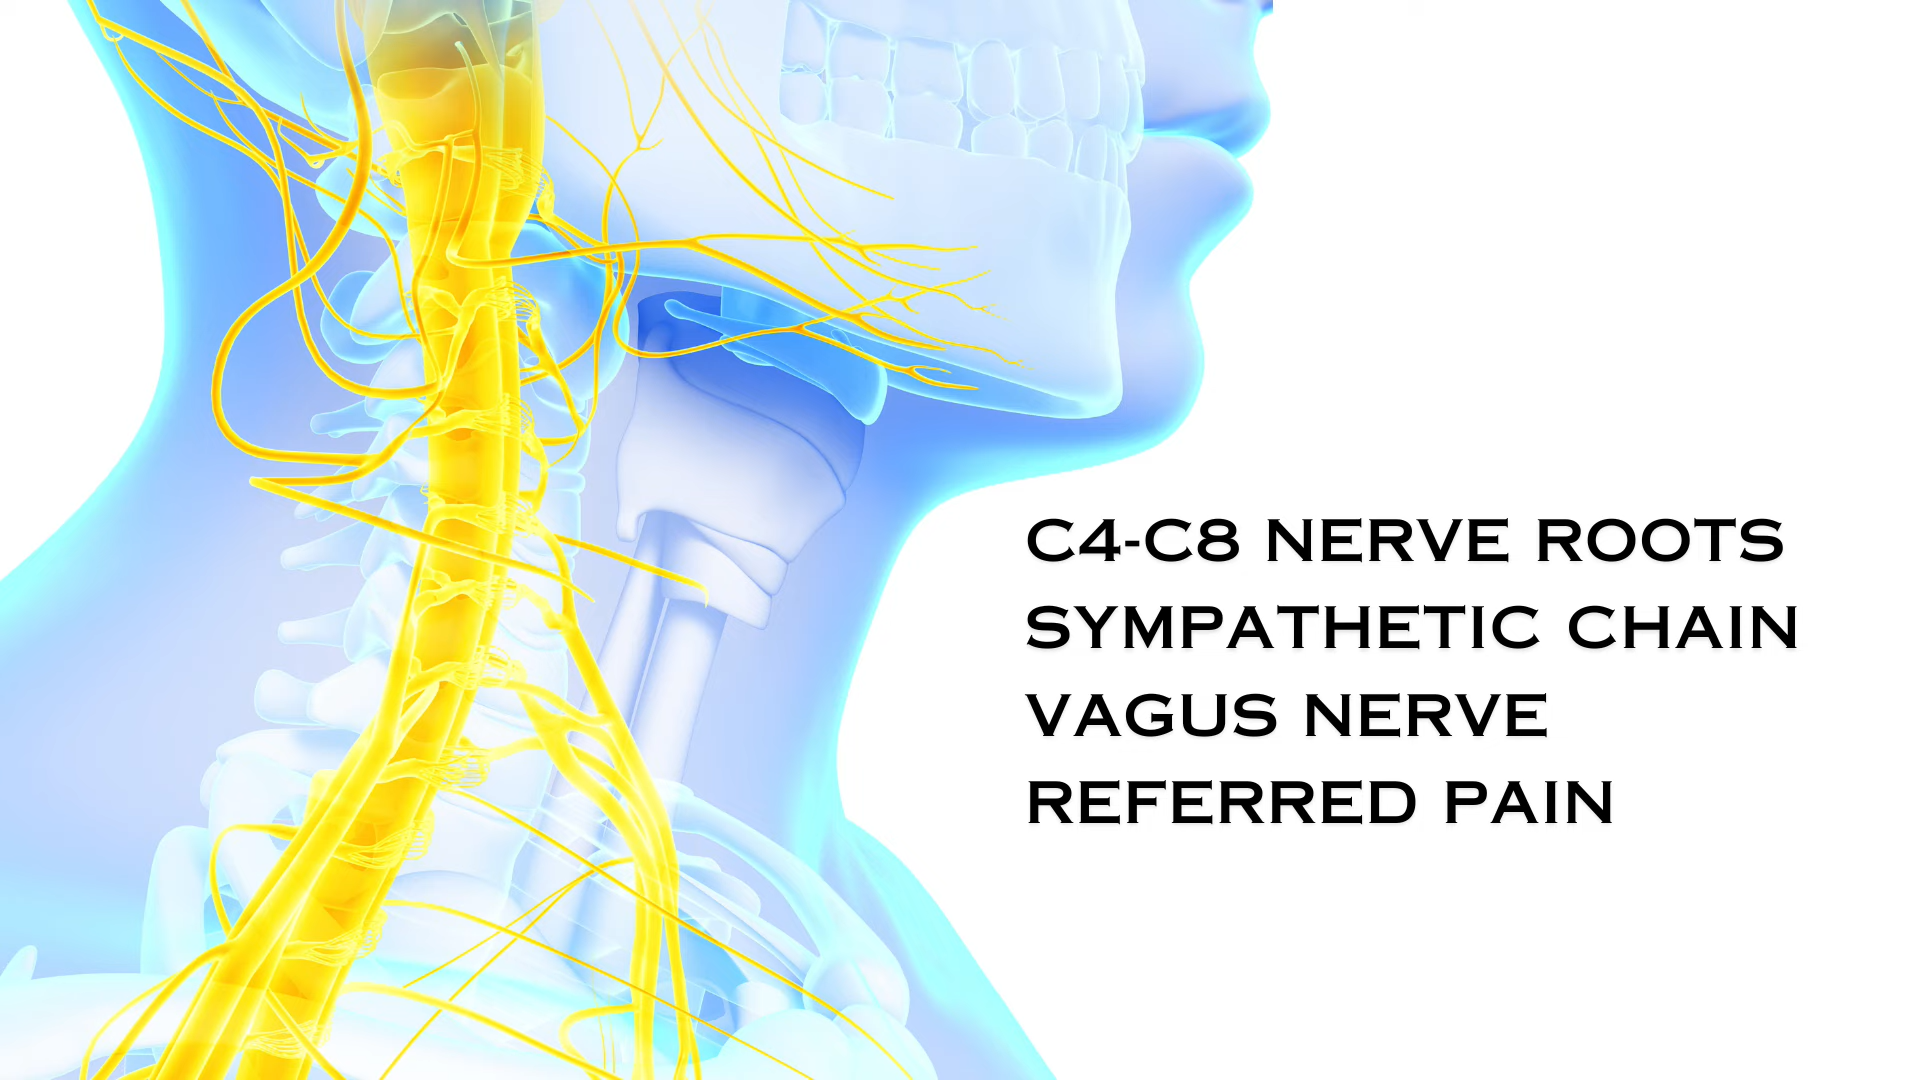 C4-C8 NERVE ROOTS
SYMPATHETIC CHAIN
VAGUS NERVE
REFERRED PAIN